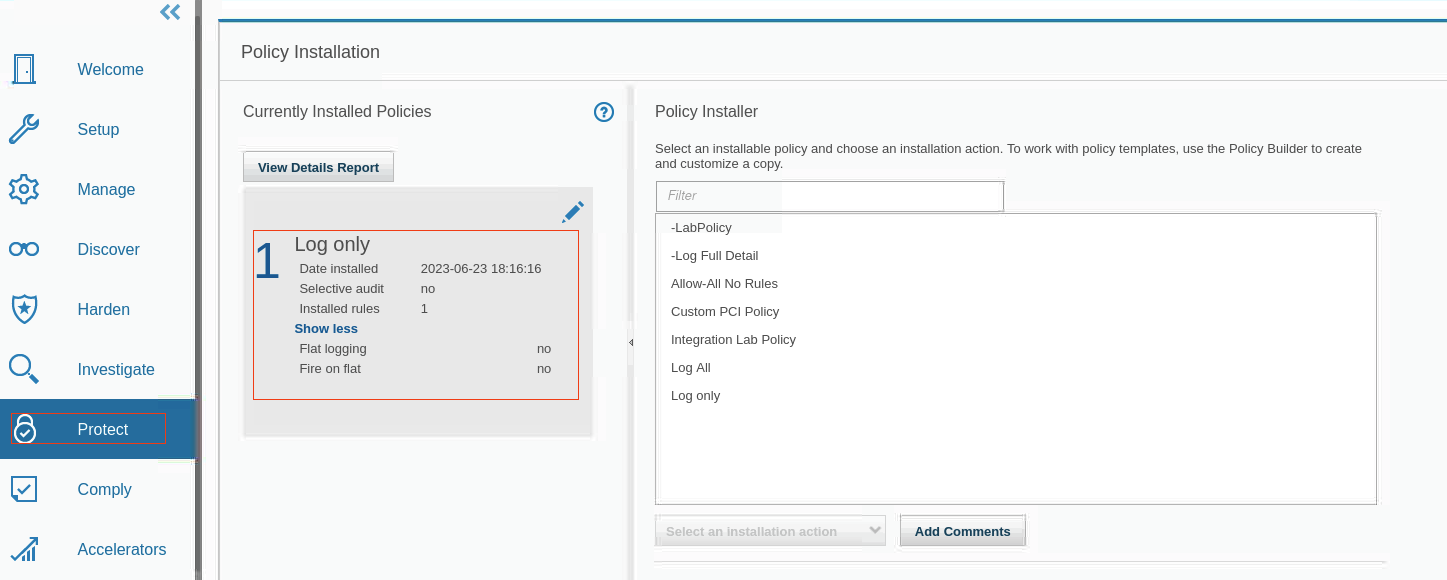 Welcome
Setup
Manage
Discover
Harden
Investigate
Protect
Comply
Accelerators
Policy Installation
Currently Installed Policies
?
View Details Report
1
Log only
Date installed 2023-06-23 18:16:16
Selective audit no
Installed rules 1
Show less
Flat logging no
Fire on flat no
Policy Installer
Select an installable policy and choose an installation action. To work with policy templates, use the Policy Builder to create
and customize a copy.
Filter
-LabPolicy
-Log Full Detail
Allow-All No Rules
Custom PCI Policy
Integration Lab Policy
Log All
Log only
Select an installation action
Add Comments